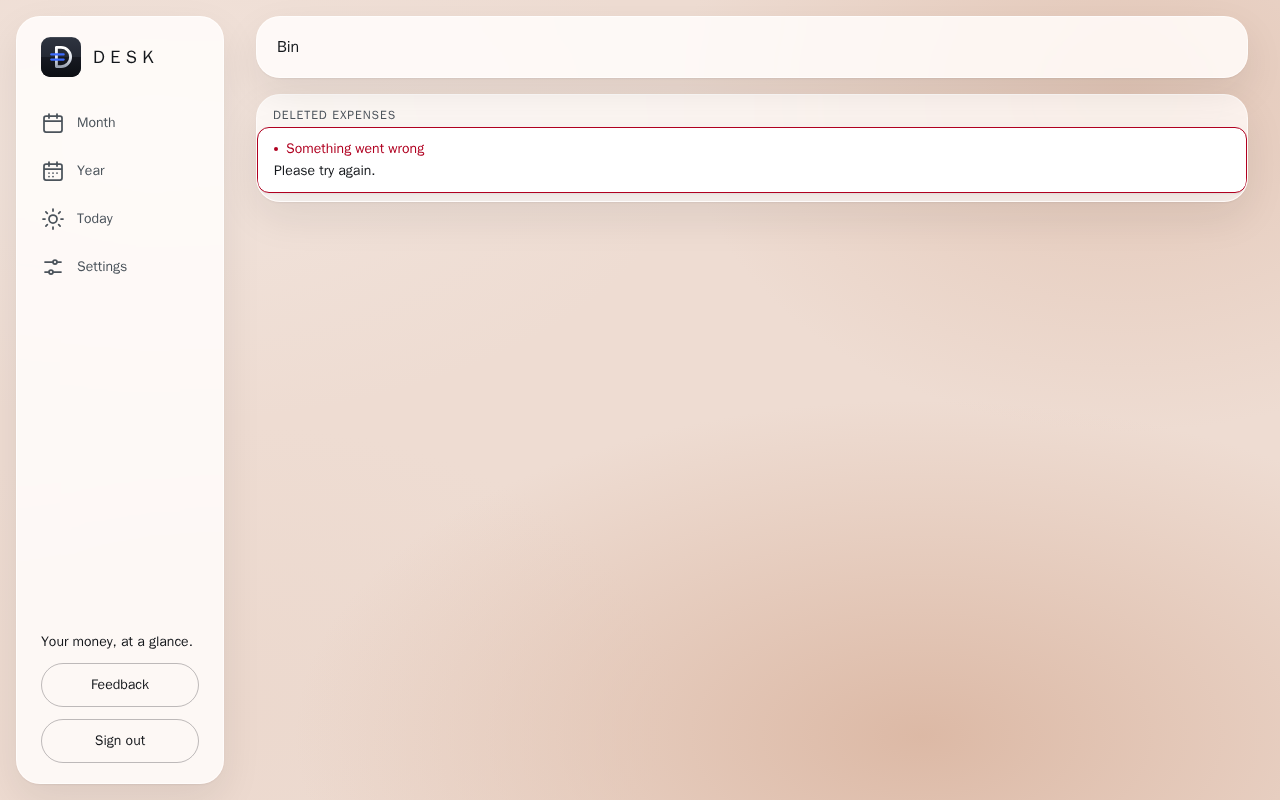 DESK
Month
Year
Today
Settings
Your money, at a glance.
Feedback
Sign out
Bin
DELETED EXPENSES
• Something went wrong
Please try again.